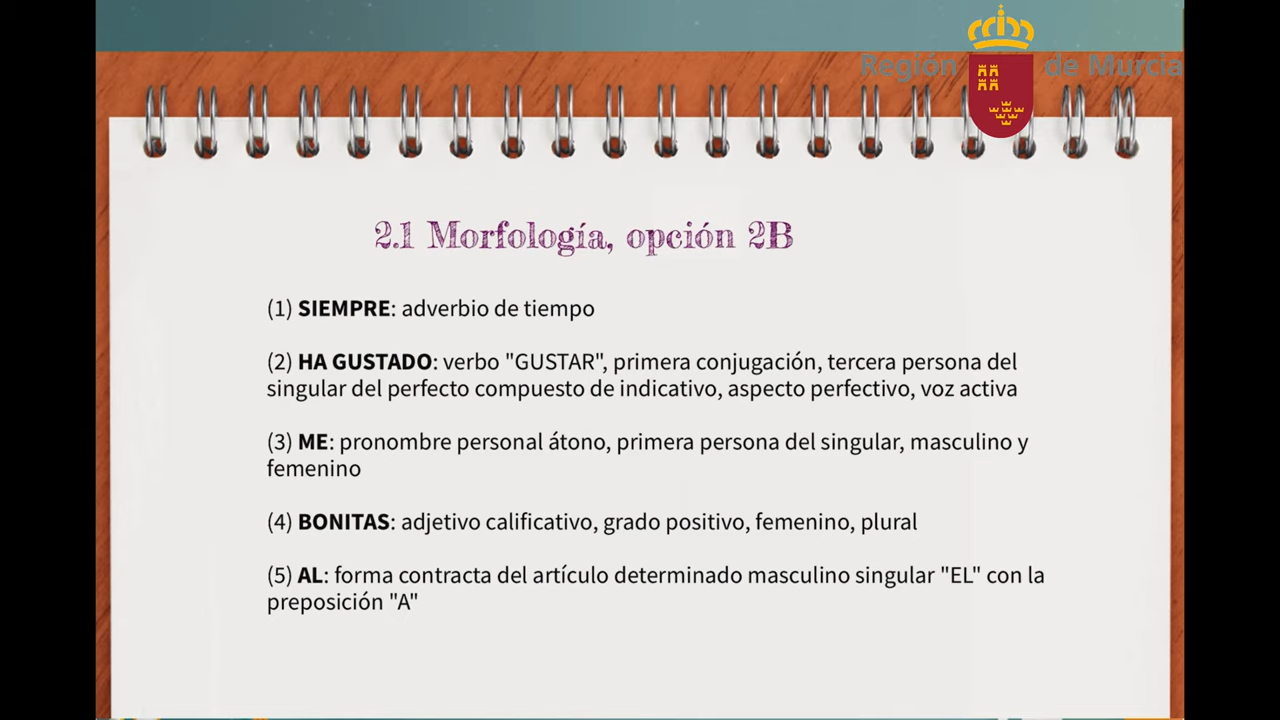 Región de Murcia
2.1 Morfología, opción 2B
(1) SIEMPRE: adverbio de tiempo
(2) HA GUSTADO: verbo "GUSTAR", primera conjugación, tercera persona del
singular del perfecto compuesto de indicativo, aspecto perfectivo, voz activa
(3) ME: pronombre personal átono, primera persona del singular, masculino y
femenino
(4) BONITAS: adjetivo calificativo, grado positivo, femenino, plural
(5) AL: forma contracta del artículo determinado masculino singular "EL" con la
preposición "A"